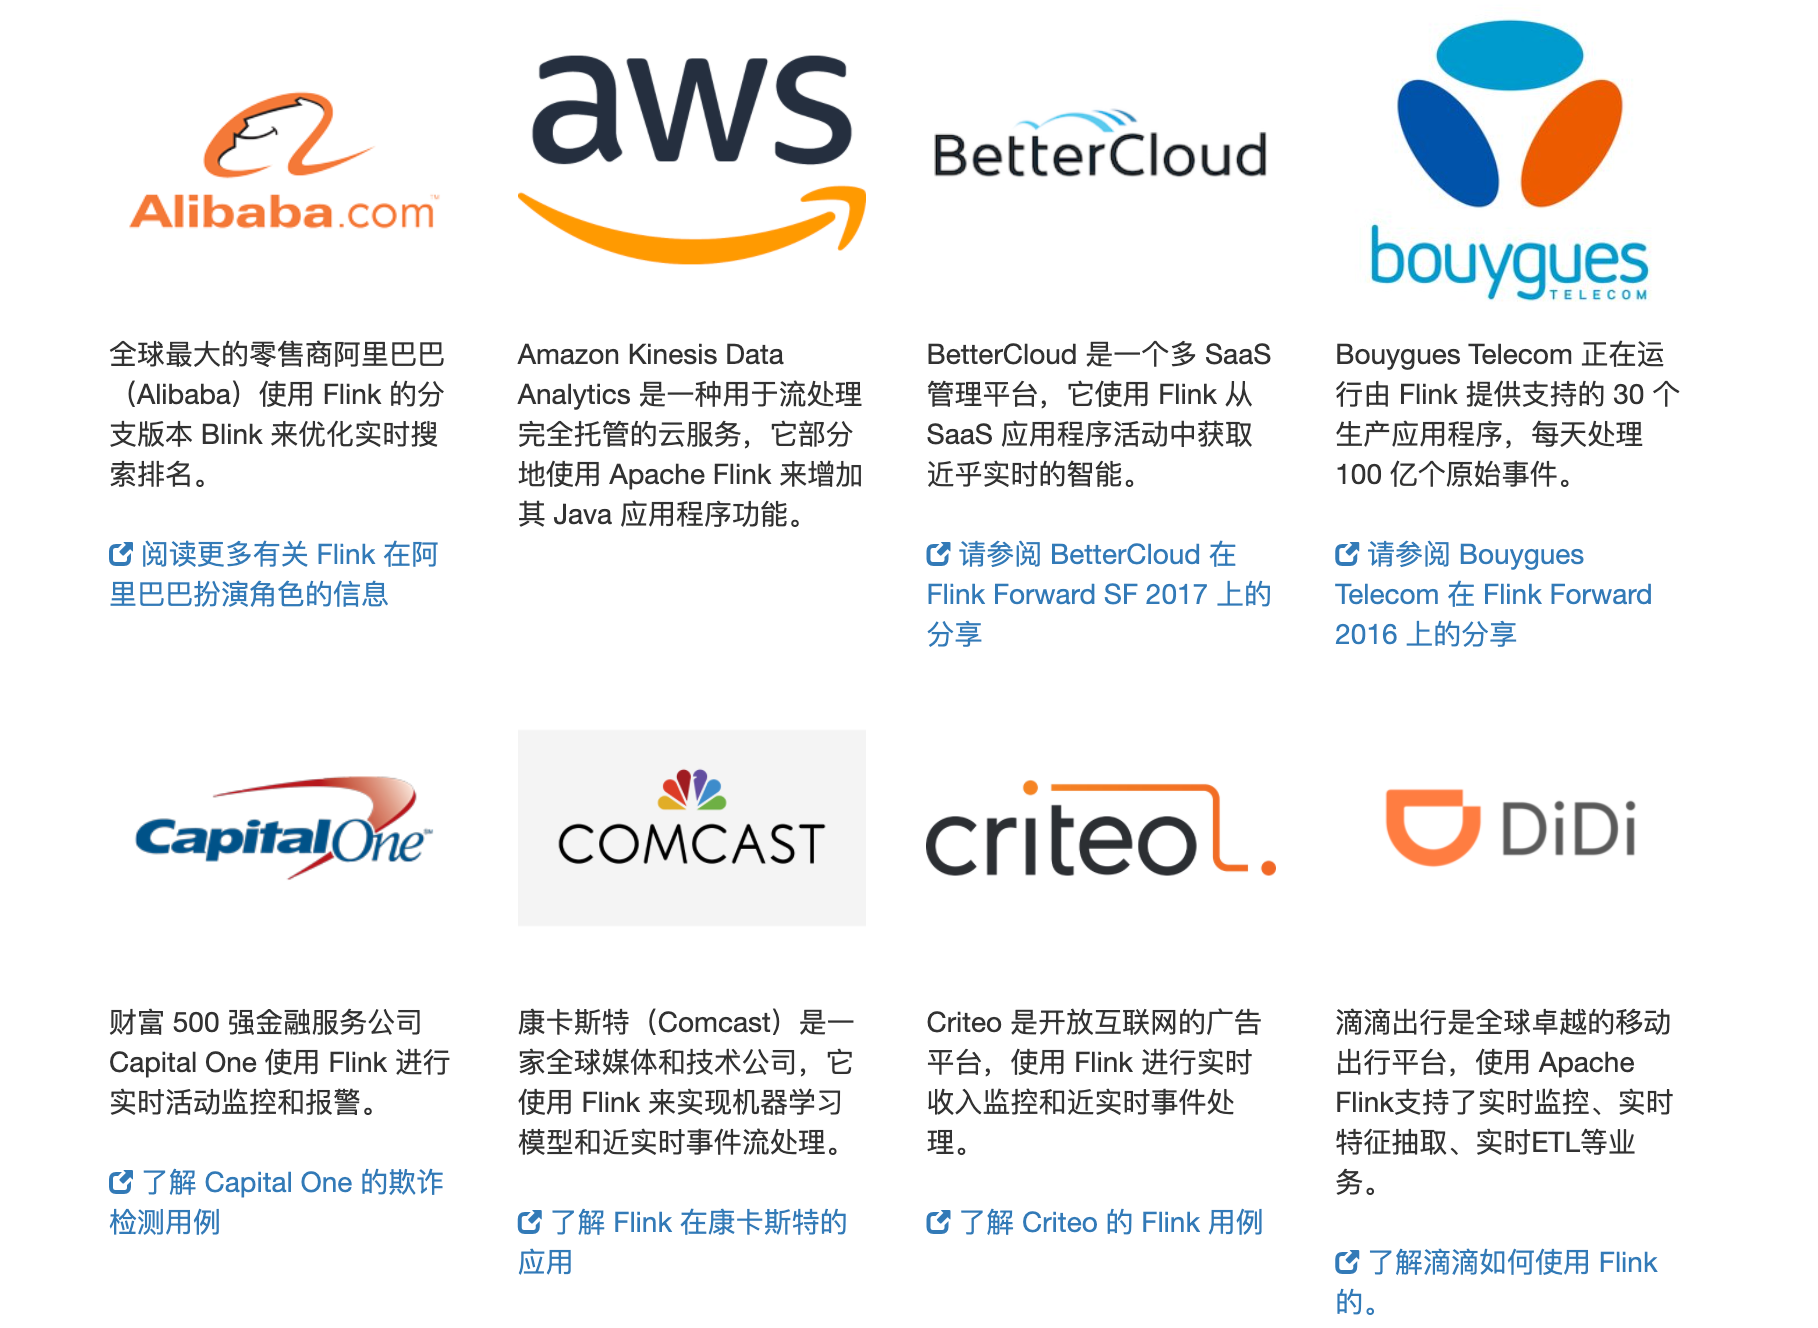 Alibaba.com™
全球最大的零售商阿里巴巴
（Alibaba）使用 Flink 的分
支版本 Blink 来优化实时搜
索排名。
阅读更多有关 Flink 在阿
里巴巴扮演角色的信息
aws
Amazon Kinesis Data
Analytics 是一种用于流处理
完全托管的云服务，它部分
地使用 Apache Flink 来增加
其 Java 应用程序功能。
BetterCloud
BetterCloud 是一个多 SaaS
管理平台，它使用 Flink 从
SaaS 应用程序活动中获取
近乎实时的智能。
请参阅 BetterCloud 在
Flink Forward SF 2017 上的
分享
bouygues
TELECOM
Bouygues Telecom 正在运
行由 Flink 提供支持的 30 个
生产应用程序，每天处理
100 亿个原始事件。
请参阅 Bouygues
Telecom 在 Flink Forward
2016 上的分享
CapitalOne℠
财富 500 强金融服务公司
Capital One 使用 Flink 进行
实时活动监控和报警。
了解 Capital One 的欺诈
检测用例
COMCAST
康卡斯特（Comcast）是一
家全球媒体和技术公司，它
使用 Flink 来实现机器学习
模型和近实时事件流处理。
了解 Flink 在康卡斯特的
应用
criteo
Criteo 是开放互联网的广告
平台，使用 Flink 进行实时
收入监控和近实时事件处
理。
了解 Criteo 的 Flink 用例
DiDi
滴滴出行是全球卓越的移动
出行平台，使用 Apache
Flink支持了实时监控、实时
特征抽取、实时ETL等业
务。
了解滴滴如何使用 Flink
的。